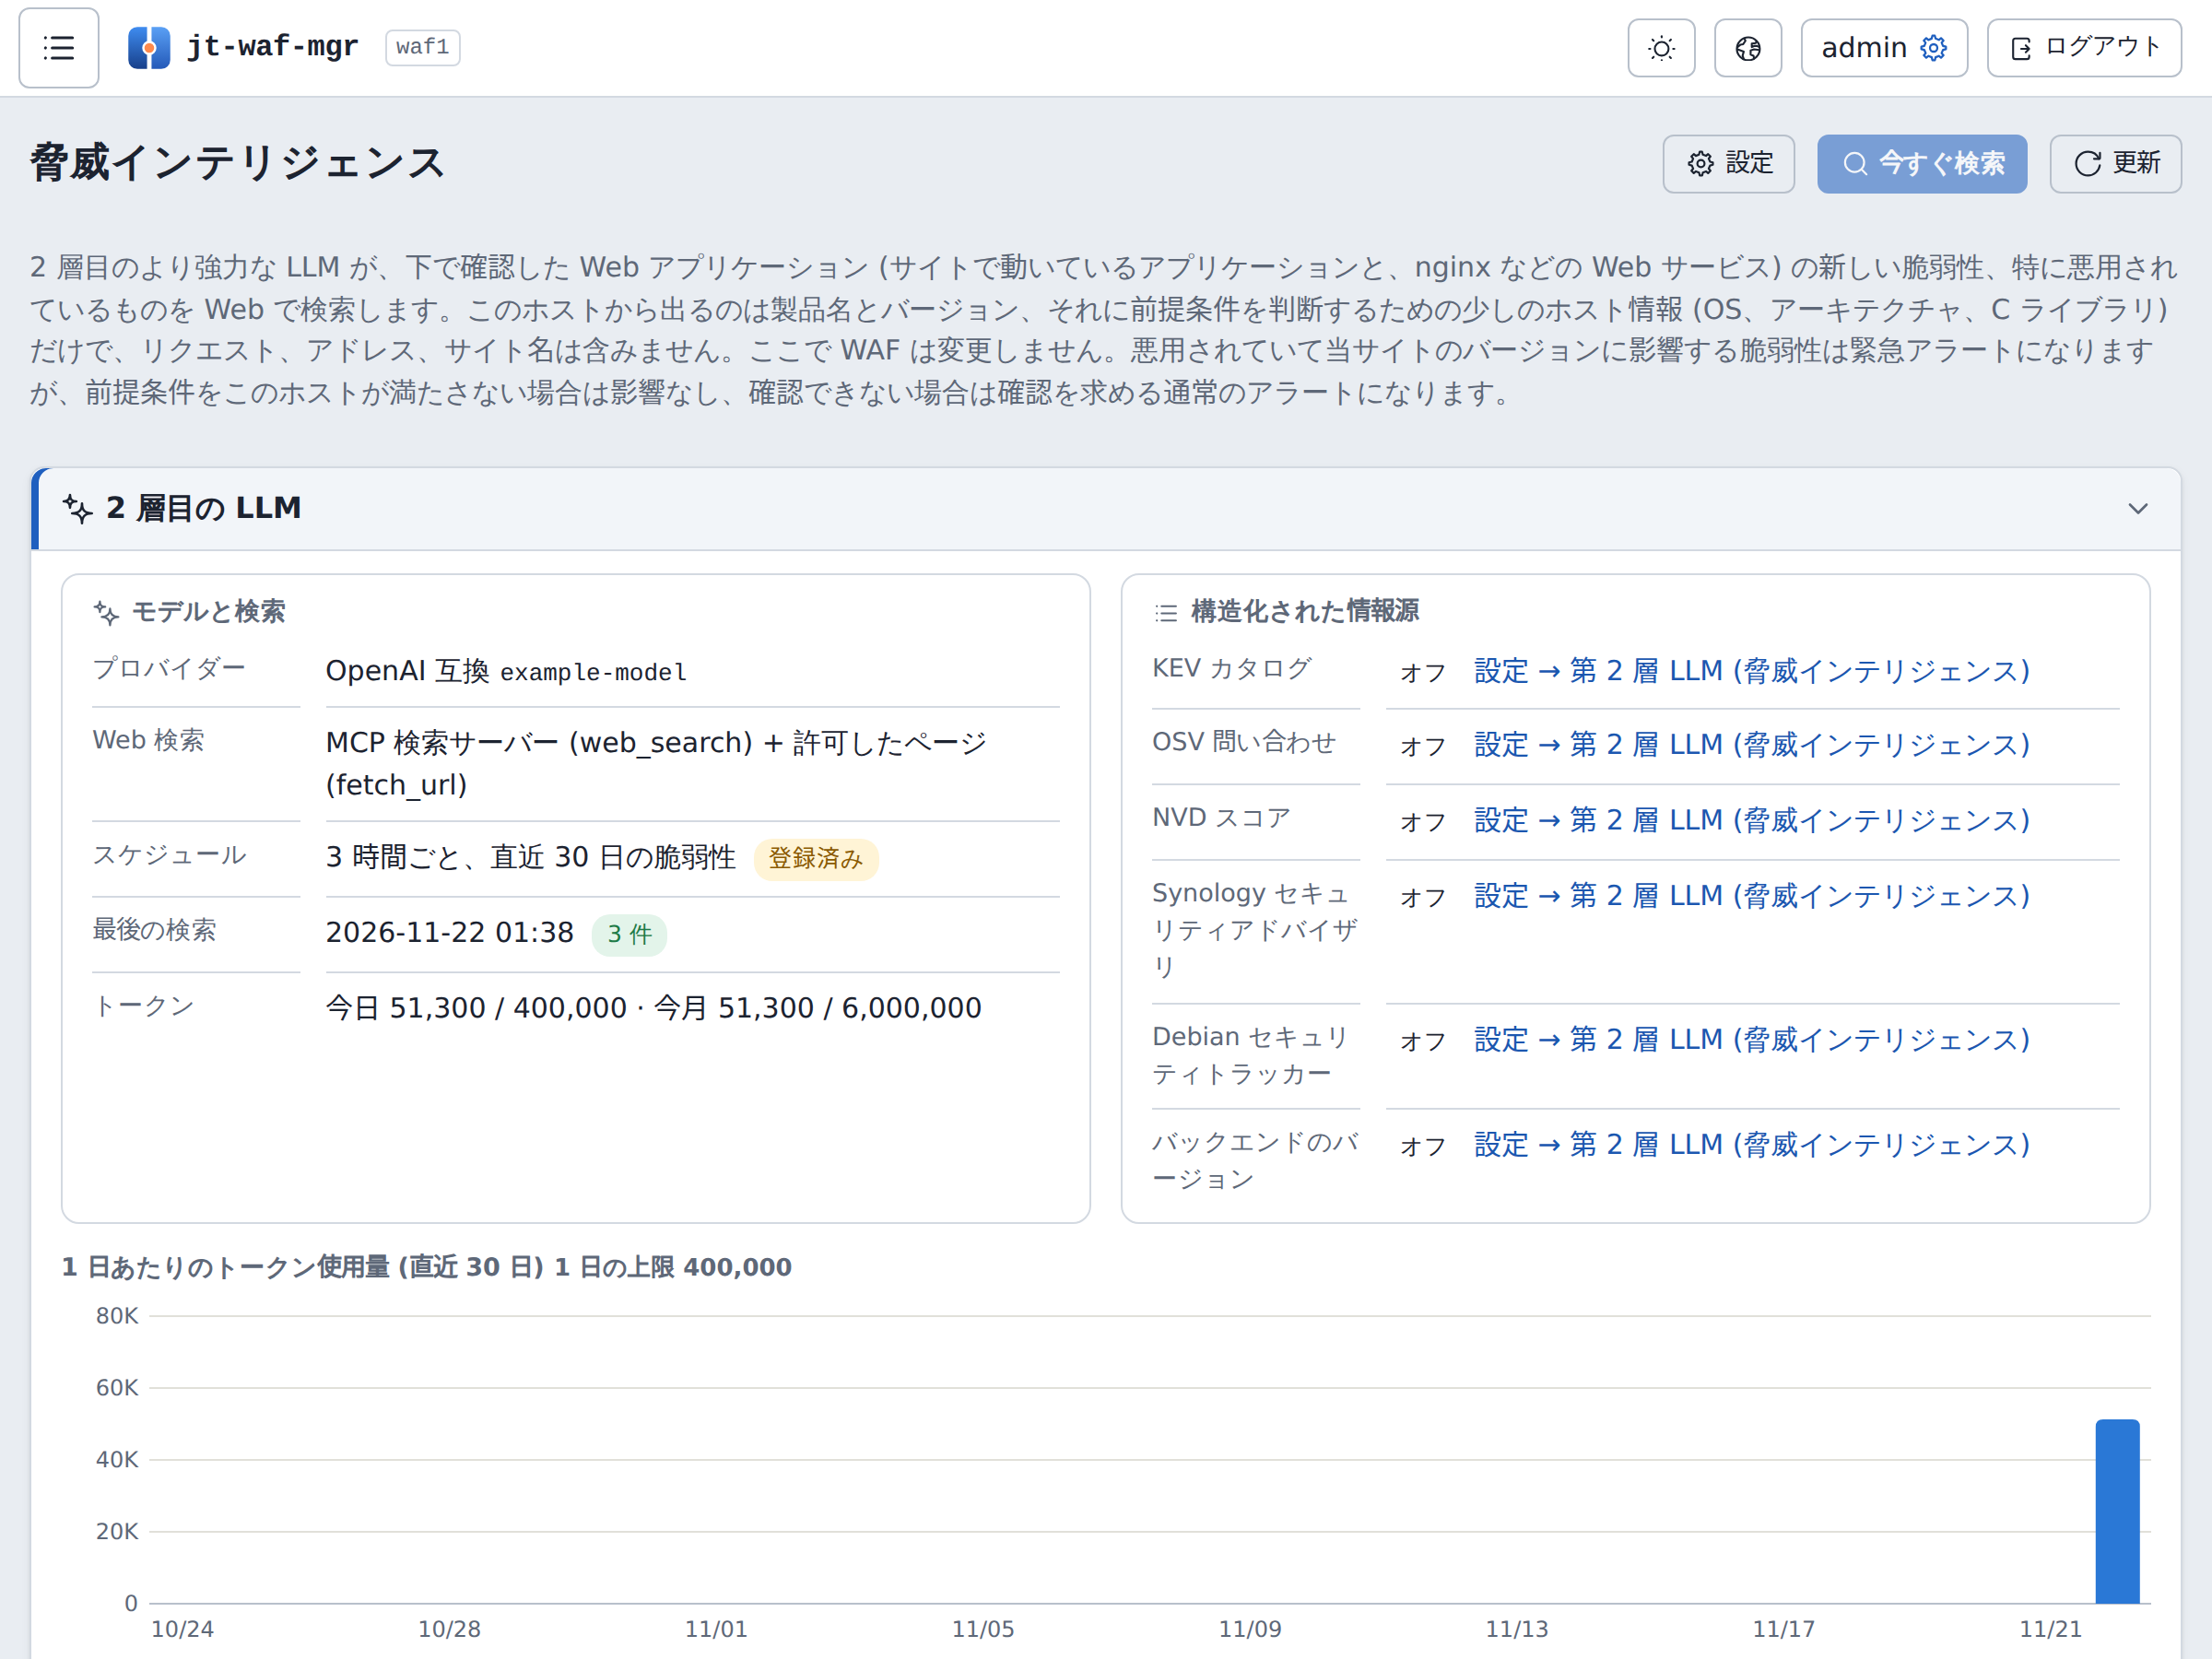 jt-waf-mgr waf1 admin ログアウト
脅威インテリジェンス 設定 今すぐ検索 更新
2 層目のより強力な LLM が、下で確認した Web アプリケーション (サイトで動いているアプリケーションと、nginx などの Web サービス) の新しい脆弱性、特に悪用され
ているものを Web で検索します。このホストから出るのは製品名とバージョン、それに前提条件を判断するための少しのホスト情報 (OS、アーキテクチャ、C ライブラリ)
だけで、リクエスト、アドレス、サイト名は含みません。ここで WAF は変更しません。悪用されていて当サイトのバージョンに影響する脆弱性は緊急アラートになります
が、前提条件をこのホストが満たさない場合は影響なし、確認できない場合は確認を求める通常のアラートになります。
2 層目の LLM
モデルと検索
プロバイダー OpenAI 互換 example-model
Web 検索 MCP 検索サーバー (web_search) + 許可したページ
(fetch_url)
スケジュール 3 時間ごと、直近 30 日の脆弱性 登録済み
最後の検索 2026-11-22 01:38 3 件
トークン 今日 51,300 / 400,000 · 今月 51,300 / 6,000,000
構造化された情報源
KEV カタログ オフ 設定 → 第 2 層 LLM (脅威インテリジェンス)
OSV 問い合わせ オフ 設定 → 第 2 層 LLM (脅威インテリジェンス)
NVD スコア オフ 設定 → 第 2 層 LLM (脅威インテリジェンス)
Synology セキュ オフ 設定 → 第 2 層 LLM (脅威インテリジェンス)
リティアドバイザ
リ
Debian セキュリ オフ 設定 → 第 2 層 LLM (脅威インテリジェンス)
ティトラッカー
バックエンドのバ オフ 設定 → 第 2 層 LLM (脅威インテリジェンス)
ージョン
1 日あたりのトークン使用量 (直近 30 日) 1 日の上限 400,000
80K
60K
40K
20K
0
10/24 10/28 11/01 11/05 11/09 11/13 11/17 11/21